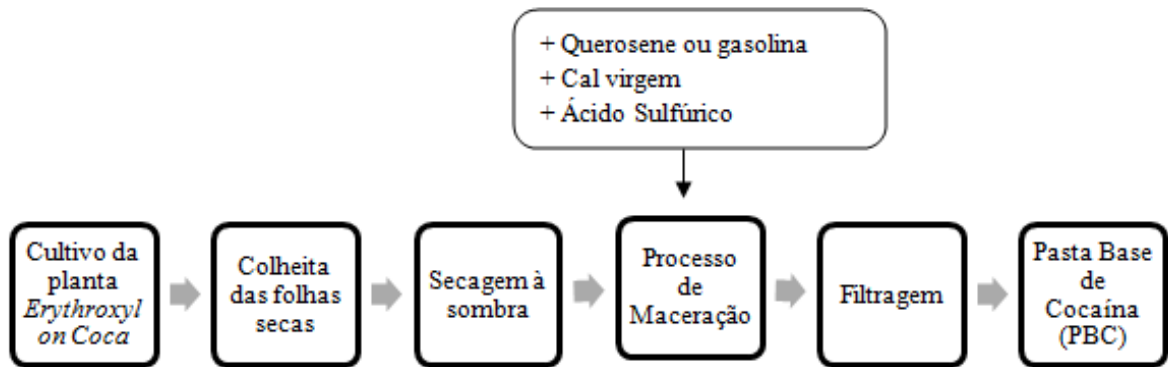 + Querosene ou gasolina
+ Cal virgem
+ Ácido Sulfúrico
Cultivo da
planta
Erythroxyl
on Coca
Colheita
das folhas
secas
Secagem à
sombra
Processo
de
Maceração
Filtragem
Pasta Base
de
Cocaína
(PBC)